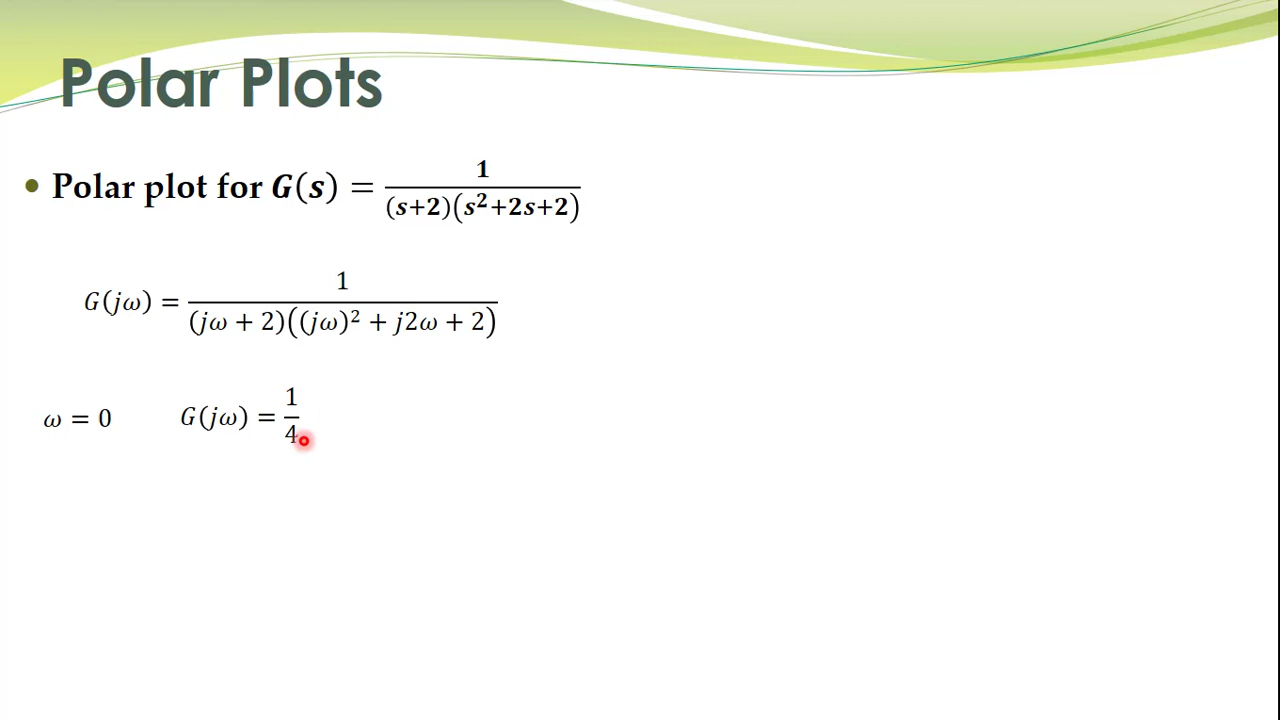 Polar Plots
• Polar plot for G(s) = 1/((s+2)(s²+2s+2))
G(jω) = 1/((jω + 2)((jω)² + j2ω + 2))
ω = 0 G(jω) = 1/4